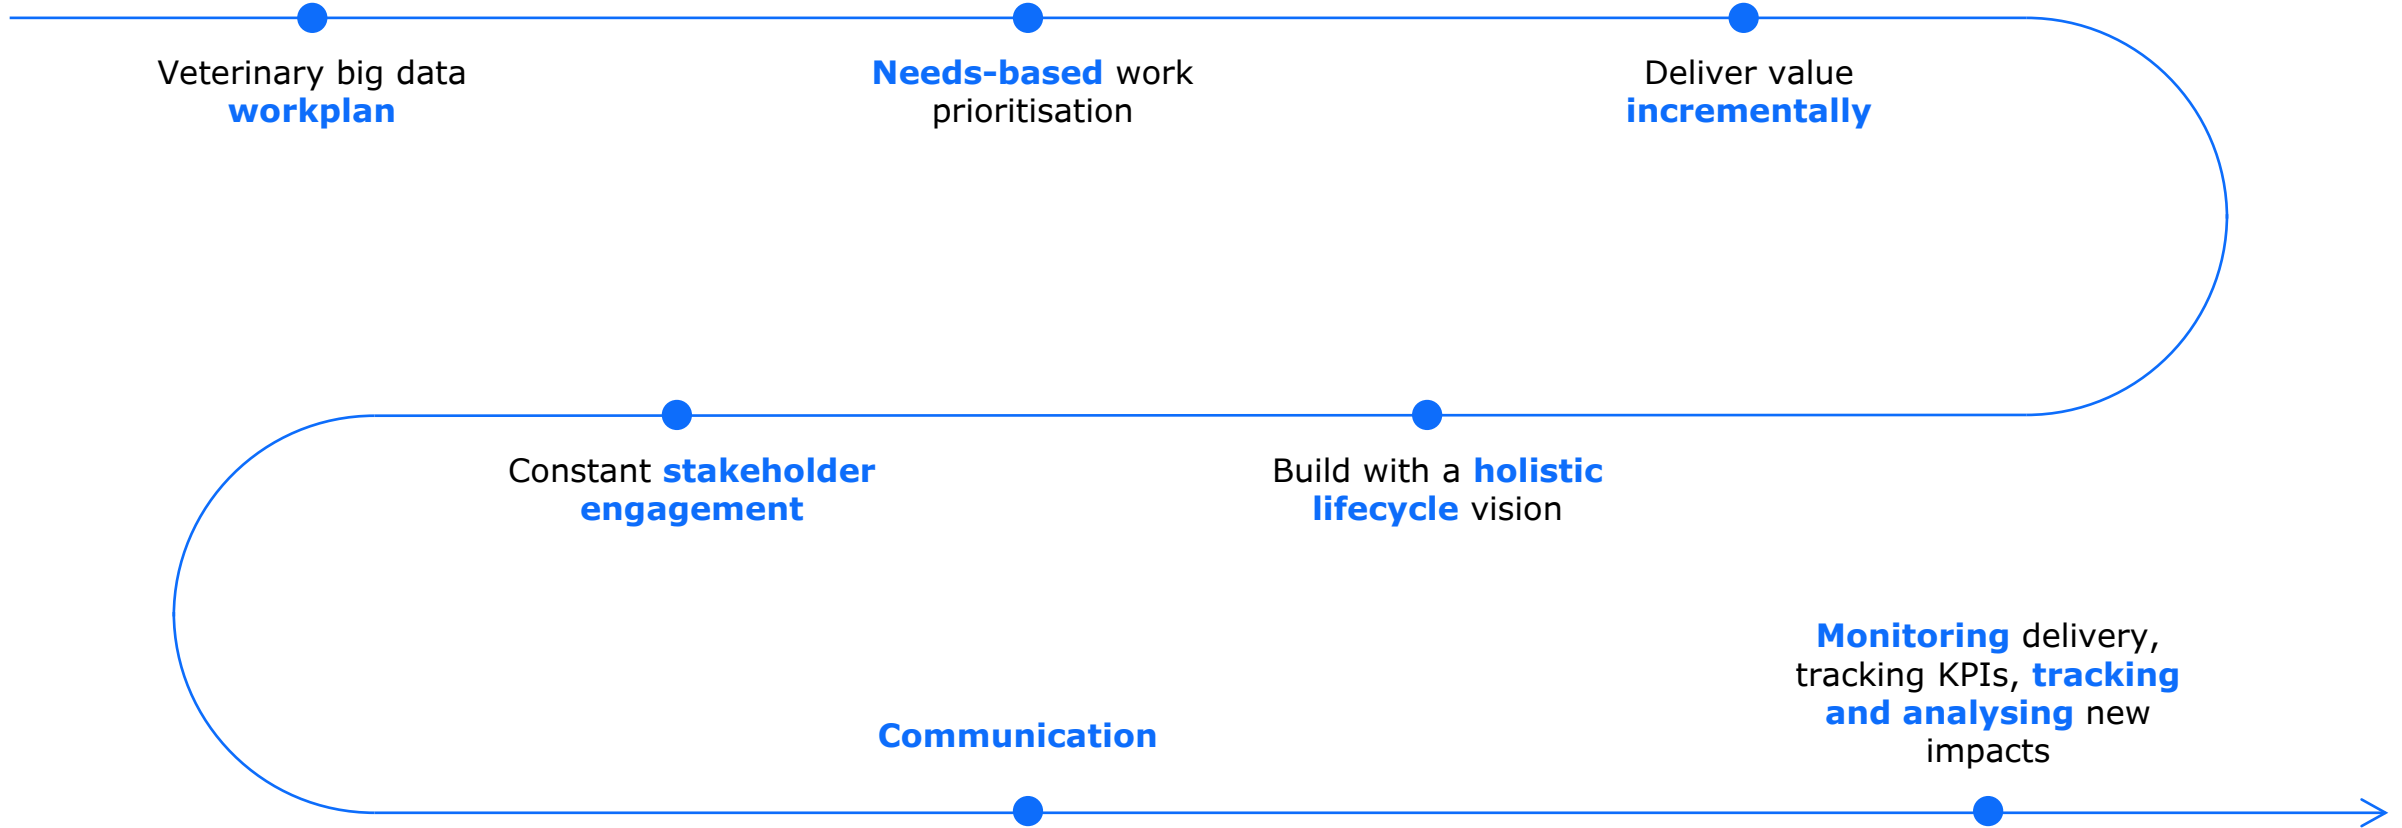 Veterinary big data
workplan
Needs-based work
prioritisation
Deliver value
incrementally
Constant stakeholder
engagement
Build with a holistic
lifecycle vision
Communication
Monitoring delivery,
tracking KPIs, tracking
and analysing new
impacts